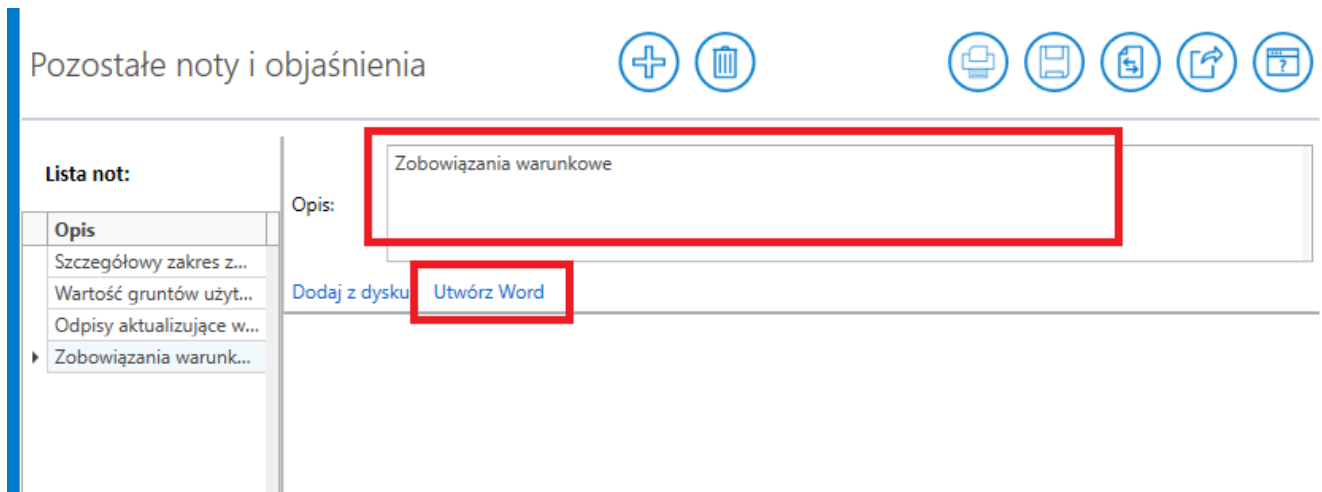 Pozostałe noty i objaśnienia
Lista not:
Opis
Szczegółowy zakres z...
Wartość gruntów użyt...
Odpisy aktualizujące w...
Zobowiązania warunk...
Opis:
Zobowiązania warunkowe
Dodaj z dysku
Utwórz Word